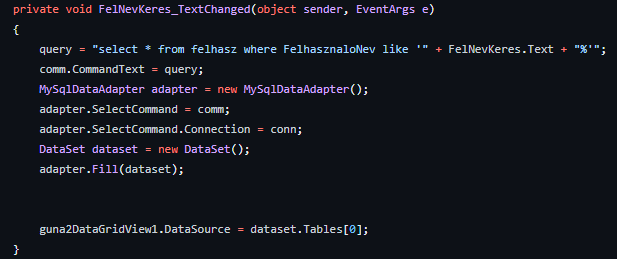 private void FelNevKeres_TextChanged(object sender, EventArgs e)
{
query = "select * from felhasz where FelhasznaloNev like '" + FelNevKeres.Text + "%'";
comm.CommandText = query;
MySqlDataAdapter adapter = new MySqlDataAdapter();
adapter.SelectCommand = comm;
adapter.SelectCommand.Connection = conn;
DataSet dataset = new DataSet();
adapter.Fill(dataset);
guna2DataGridView1.DataSource = dataset.Tables[0];
}